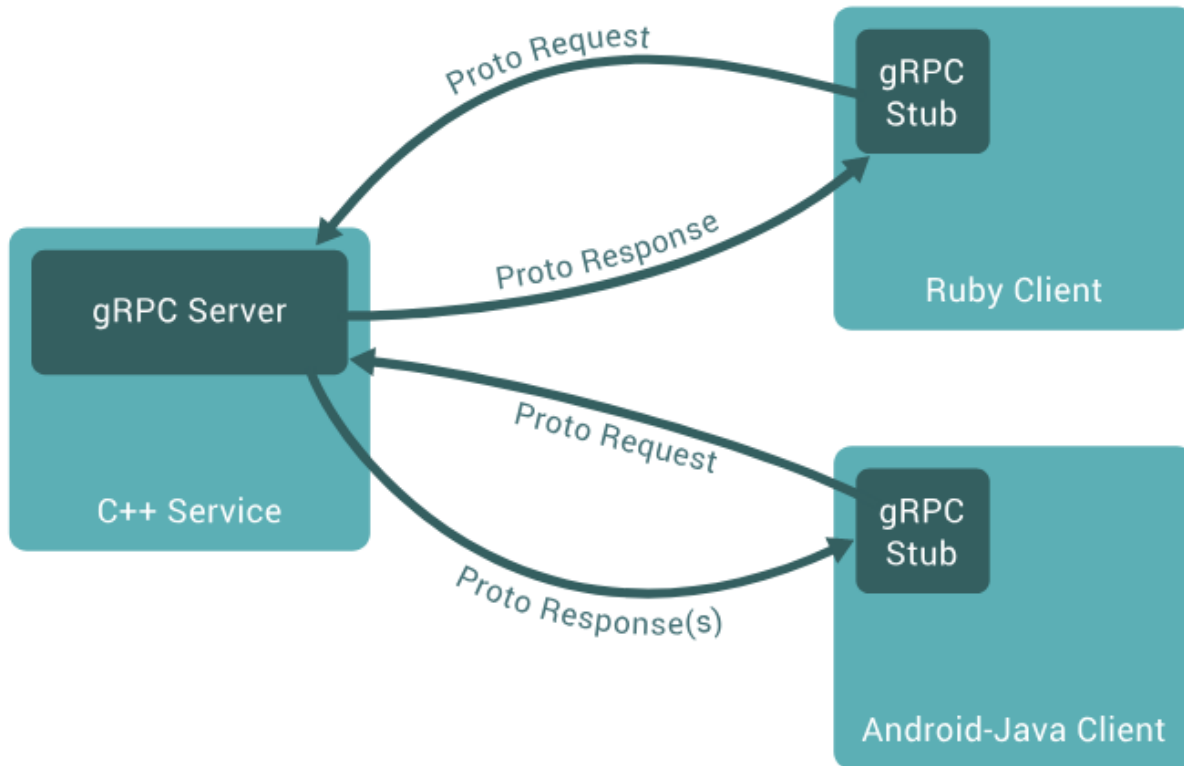 Proto Request
gRPC
Stub
Proto Response
Ruby Client
gRPC Server
C++ Service
Proto Request
gRPC
Stub
Proto Response(s)
Android-Java Client